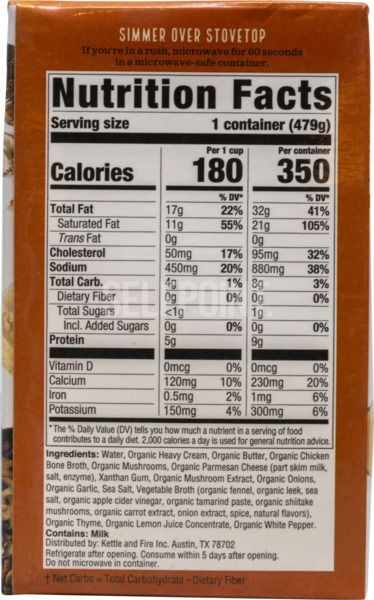 SIMMER OVER STOVETOP
If you're in a rush, microwave for 60 seconds
in a microwave-safe container.
Nutrition Facts
Serving size 1 container (479g)
Per 1 cup Per container
Calories 180 350
% DV* % DV*
Total Fat 17g 22% 32g 41%
Saturated Fat 11g 55% 21g 105%
Trans Fat 0g 0g
Cholesterol 50mg 17% 95mg 32%
Sodium 450mg 20% 880mg 38%
Total Carb. 4g 1% 8g 3%
Dietary Fiber 0g 0% 0g 0%
Total Sugars <1g 1g
Incl. Added Sugars 0g 0% 0g 0%
Protein 5g 9g
Vitamin D 0mcg 0% 0mcg 0%
Calcium 120mg 10% 230mg 20%
Iron 0.5mg 2% 1mg 6%
Potassium 150mg 4% 300mg 6%
*The % Daily Value (DV) tells you how much a nutrient in a serving of food
contributes to a daily diet. 2,000 calories a day is used for general nutrition advice.
Ingredients: Water, Organic Heavy Cream, Organic Butter, Organic Chicken
Bone Broth, Organic Mushrooms, Organic Parmesan Cheese (part skim milk,
salt, enzyme), Xanthan Gum, Organic Mushroom Extract, Organic Onions,
Organic Garlic, Sea Salt, Vegetable Broth (organic fennel, organic leek, sea
salt, organic apple cider vinegar, organic tamarind paste, organic shiitake
mushrooms, organic carrot extract, onion extract, spice, natural flavors),
Organic Thyme, Organic Lemon Juice Concentrate, Organic White Pepper.
Contains: Milk
Distributed by: Kettle and Fire Inc. Austin, TX 78702
Refrigerate after opening. Consume within 5 days after opening.
Do not microwave in container.
† Net Carbs = Total Carbohydrate - Dietary Fiber